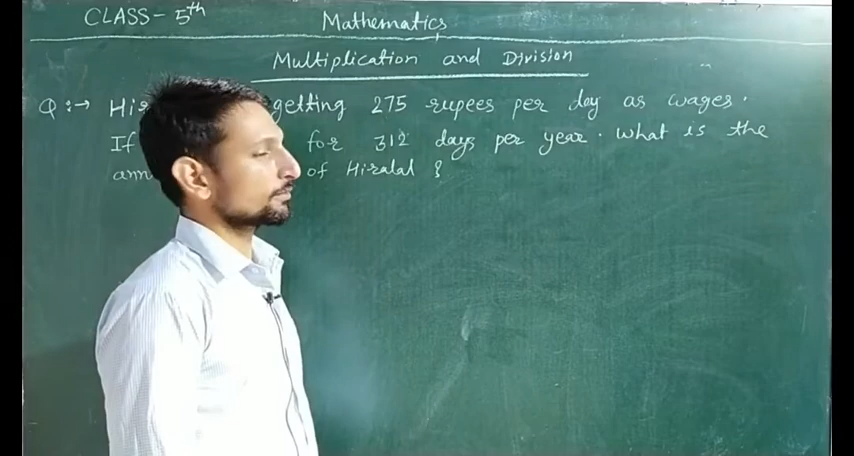 CLASS- 5th
Mathematics
Multiplication and Division
Q:→ Hi getting 275 rupees per day as wages.
If for 312 days per year. what is the
ann of Hiralal ?